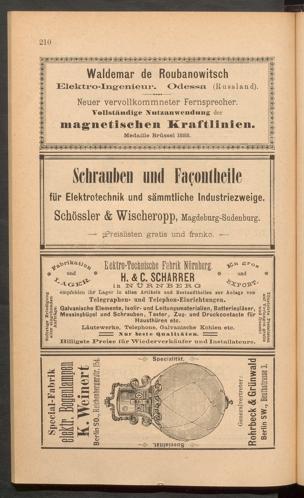 210
Waldemar de Roubanowitsch
Elektro-Ingenieur. Odessa (Russland).
Neuer vervollkommneter Fernsprecher.
Vollständige Nutzanwendung der
magnetischen Kraftlinien.
Medaille Brüssel 1888.
Schrauben und Façontheile
für Elektrotechnik und sämmtliche Industriezweige.
Schössler & Wischeropp, Magdeburg-Sudenburg.
Preislisten gratis und franko.
Fabrikation
und
LAGER.
Elektro-Technische Fabrik Nürnberg.
H. & C. SCHARRER
in NÜRNBERG
En gros
und
EXPORT.
empfehlen ihr Lager in allen Artikeln und Bestandtheilen zur Anlage von
Telegraphen- und Telephon-Einrichtungen.
Galvanische Elemente, Isolir- und Leitungsmaterialien, Batteriegläser.
Messingkügel und Schrauben, Taster, Zug- und Druckcontacte für
Hausthüren etc.
Läutewerke, Telephone, Galvanische Kohlen etc.
Nur beste Qualitäten.
Billigste Preise für Wiederverkäufer und Installateure.
Special-Fabrik
elektr. Bogenlampen
K. Weinert
Specialität.
Specialität.
Generalvertreter:
Rohrbeck & Grünwald